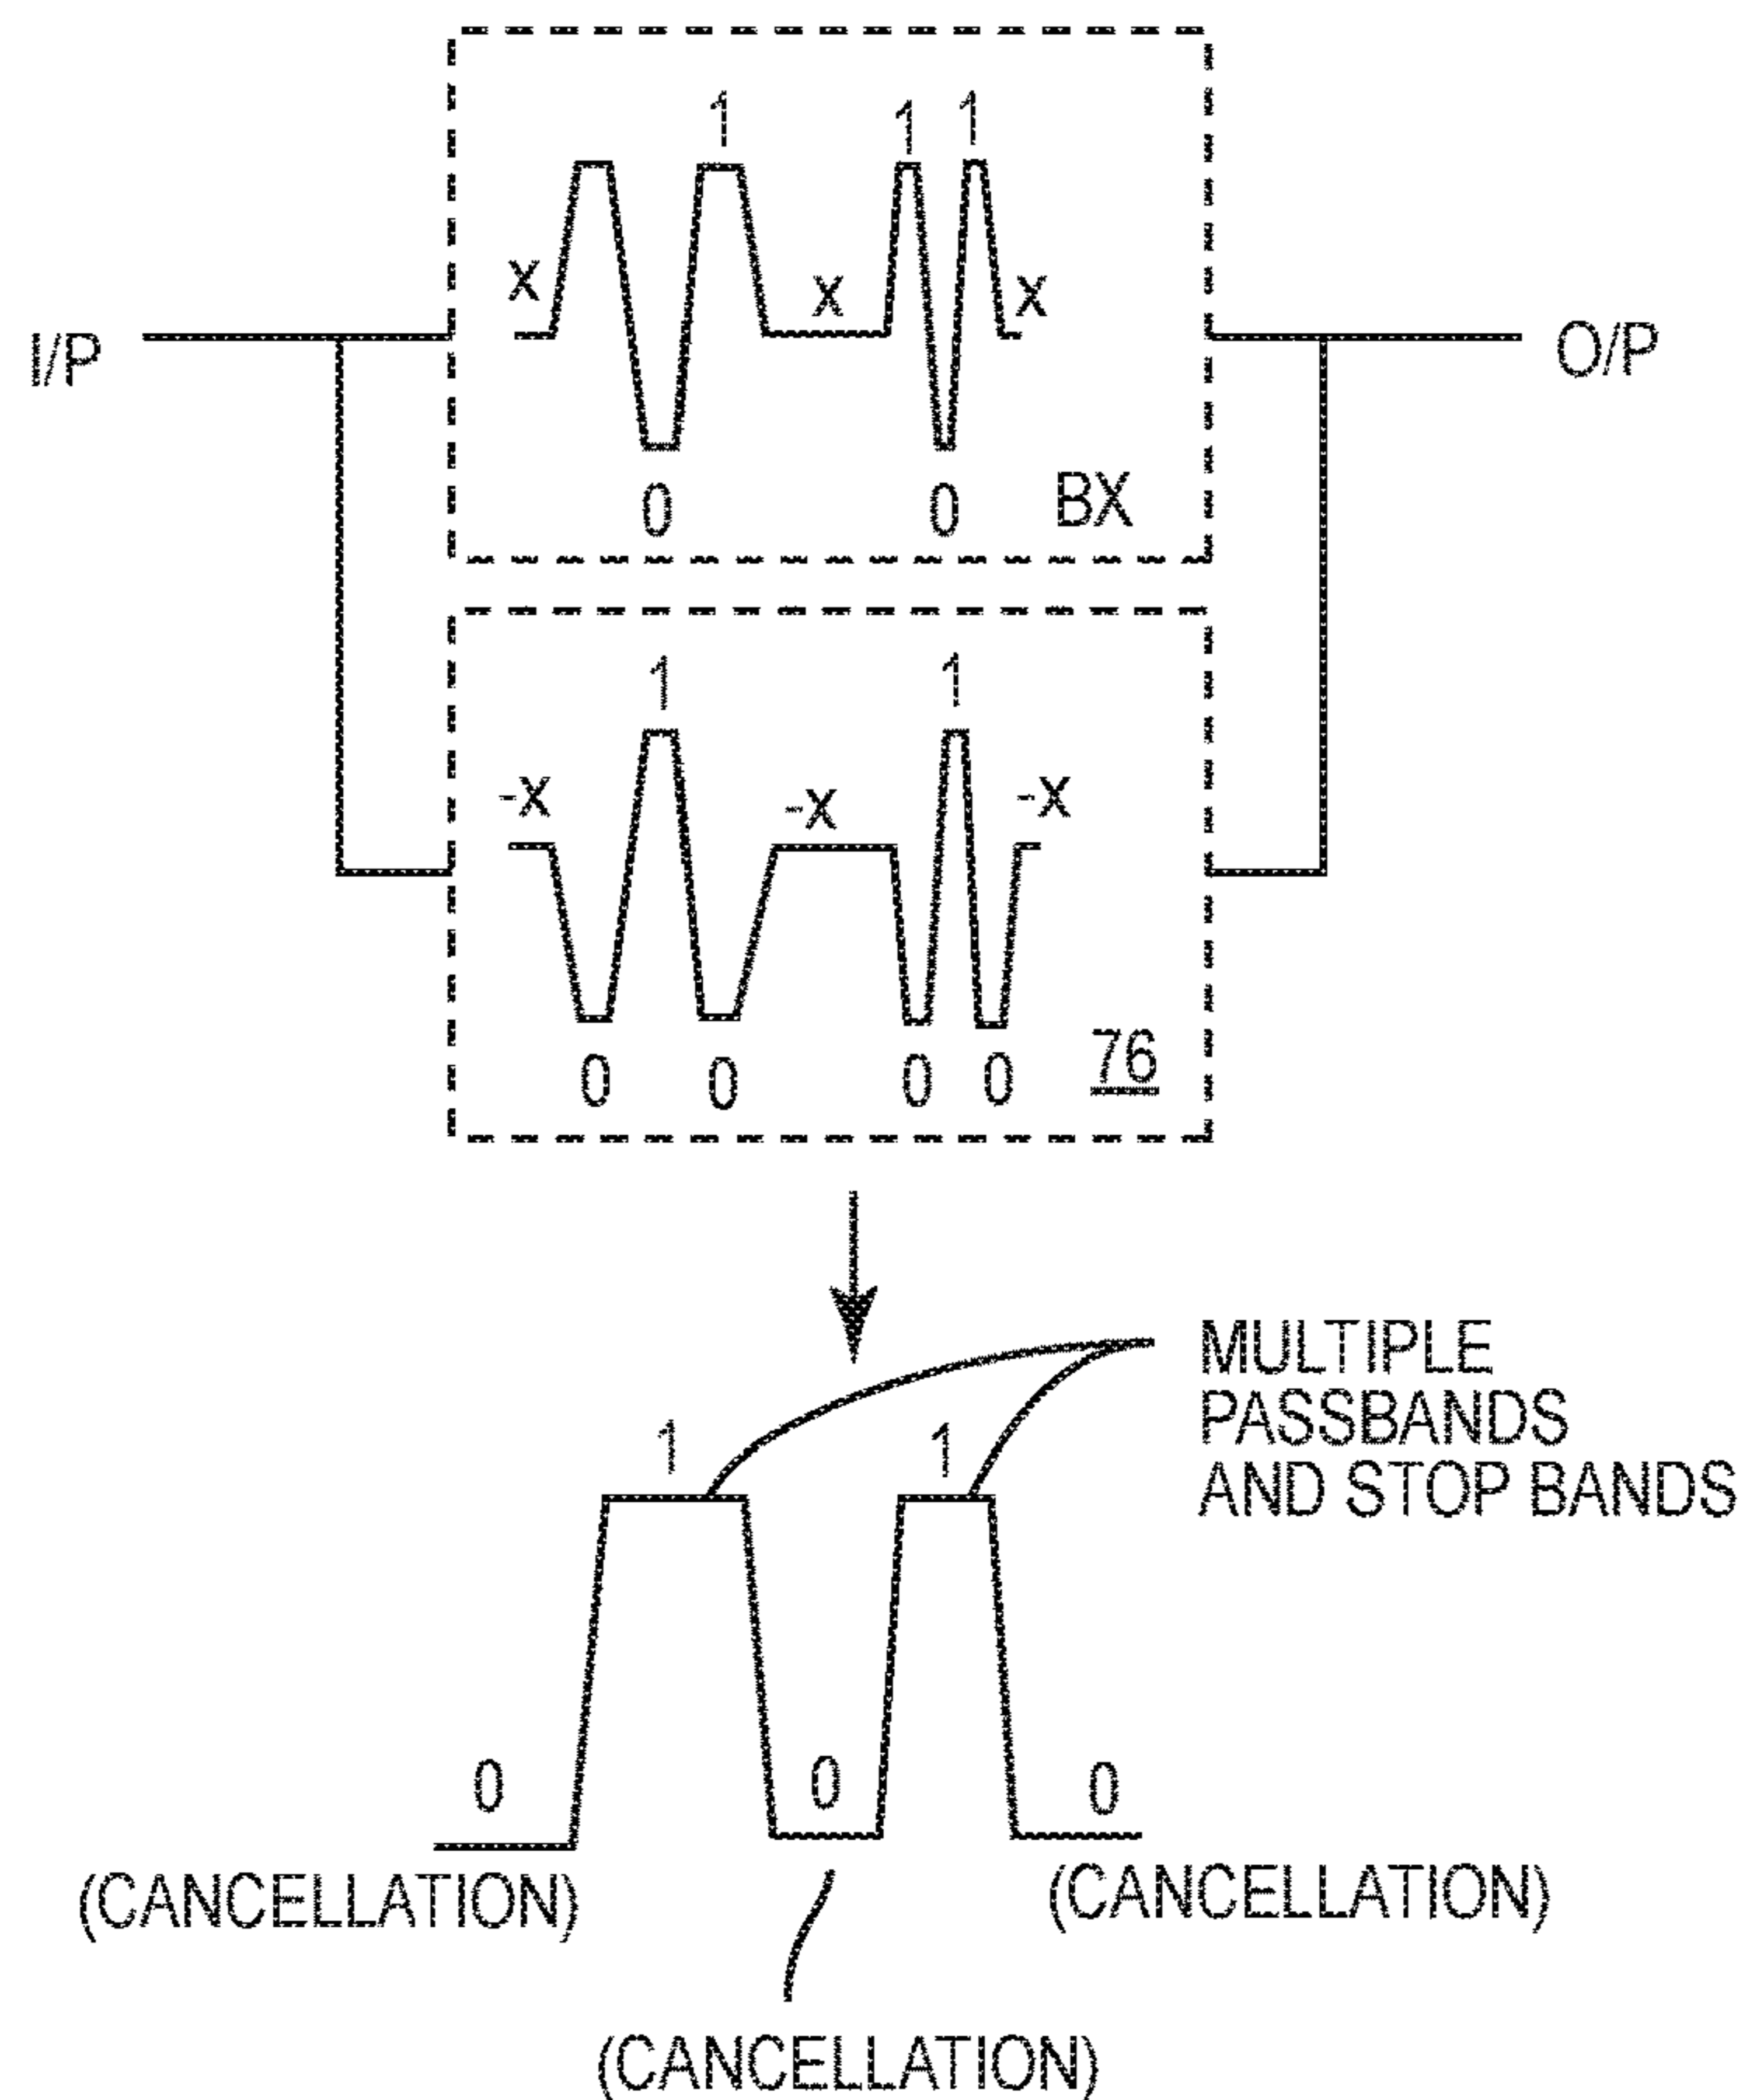 1 1 1
x x x
I/P O/P
0 0 BX
1 1
-x -x -x
0 0 0 0 76
MULTIPLE
PASSBANDS
AND STOP BANDS
1 1
0 0 0
(CANCELLATION) (CANCELLATION)
(CANCELLATION)